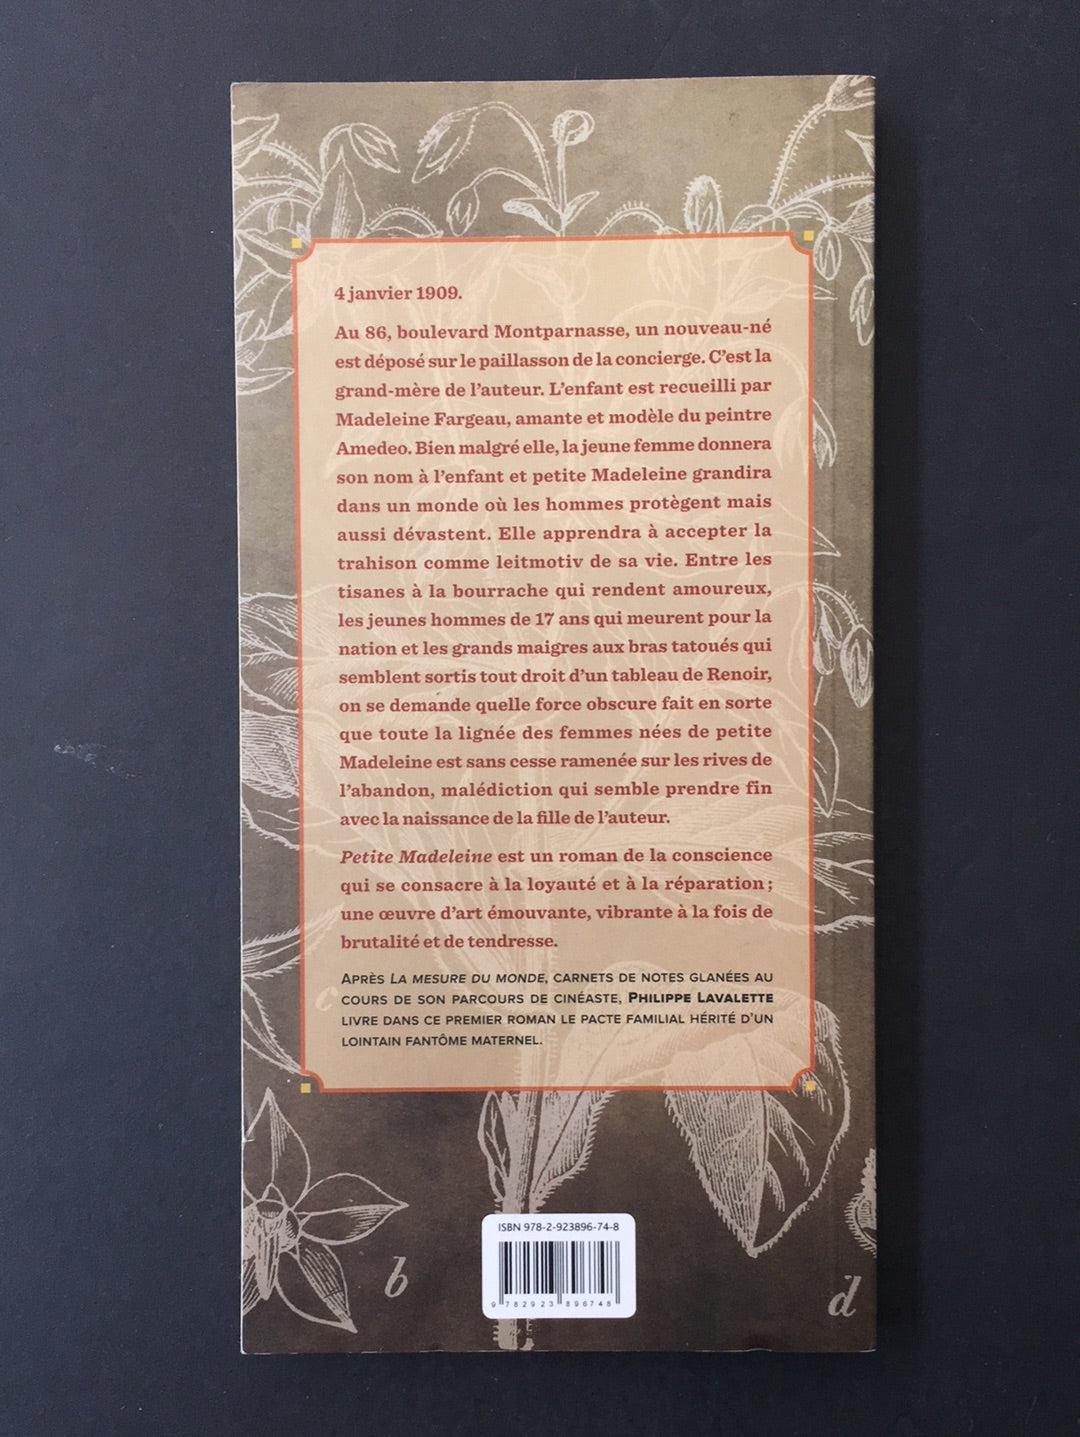 4 janvier 1909.
Au 86, boulevard Montparnasse, un nouveau-né
est déposé sur le paillasson de la concierge. C'est la
grand-mère de l'auteur. L'enfant est recueilli par
Madeleine Fargeau, amante et modèle du peintre
Amedeo. Bien malgré elle, la jeune femme donnera
son nom à l'enfant et petite Madeleine grandira
dans un monde où les hommes protègent mais
aussi dévastent. Elle apprendra à accepter la
trahison comme leitmotiv de sa vie. Entre les
tisanes à la bourrache qui rendent amoureux,
les jeunes hommes de 17 ans qui meurent pour la
nation et les grands maigres aux bras tatoués qui
semblent sortis tout droit d'un tableau de Renoir,
on se demande quelle force obscure fait en sorte
que toute la lignée des femmes nées de petite
Madeleine est sans cesse ramenée sur les rives de
l'abandon, malédiction qui semble prendre fin
avec la naissance de la fille de l'auteur.
Petite Madeleine est un roman de la conscience
qui se consacre à la loyauté et à la réparation ;
une œuvre d'art émouvante, vibrante à la fois de
brutalité et de tendresse.
APRÈS LA MESURE DU MONDE, CARNETS DE NOTES GLANÉES AU
COURS DE SON PARCOURS DE CINÉASTE, PHILIPPE LAVALETTE
LIVRE DANS CE PREMIER ROMAN LE PACTE FAMILIAL HÉRITÉ D'UN
LOINTAIN FANTÔME MATERNEL.
c
b
d
ISBN 978-2-923896-74-8
9 782923 896748